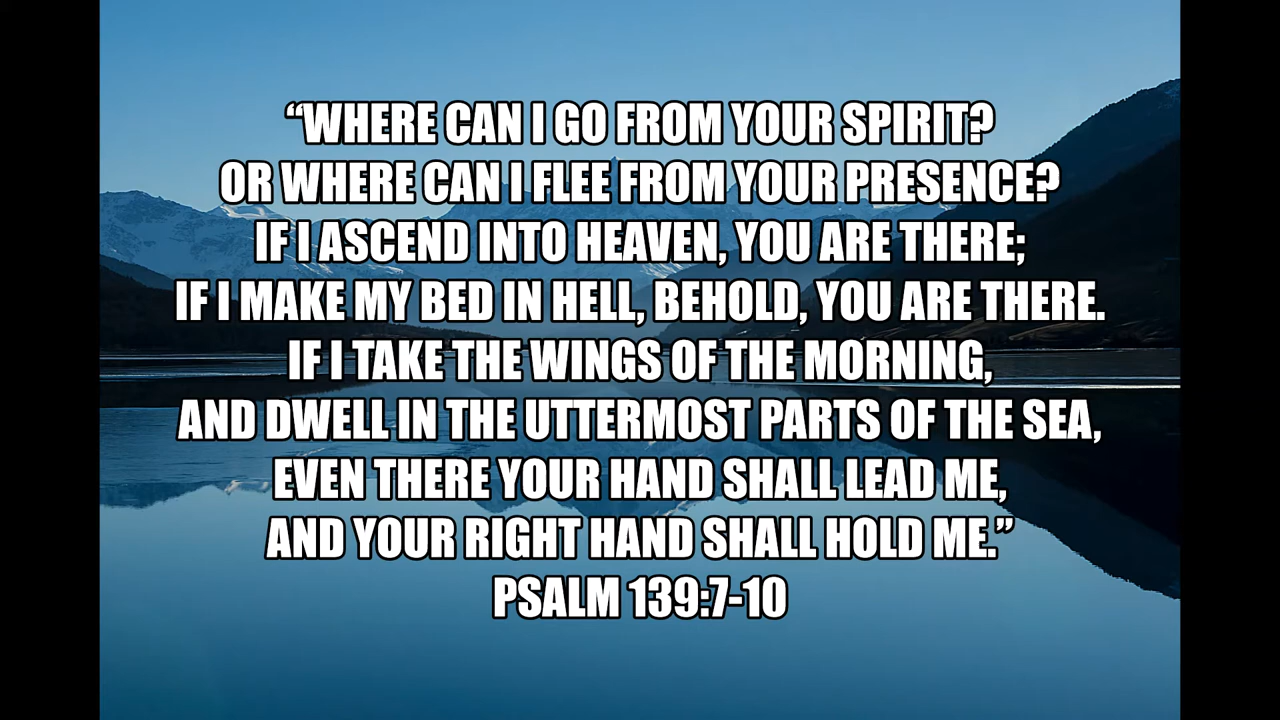 “WHERE CAN I GO FROM YOUR SPIRIT?
OR WHERE CAN I FLEE FROM YOUR PRESENCE?
IF I ASCEND INTO HEAVEN, YOU ARE THERE;
IF I MAKE MY BED IN HELL, BEHOLD, YOU ARE THERE.
IF I TAKE THE WINGS OF THE MORNING,
AND DWELL IN THE UTTERMOST PARTS OF THE SEA,
EVEN THERE YOUR HAND SHALL LEAD ME,
AND YOUR RIGHT HAND SHALL HOLD ME.”
PSALM 139:7-10